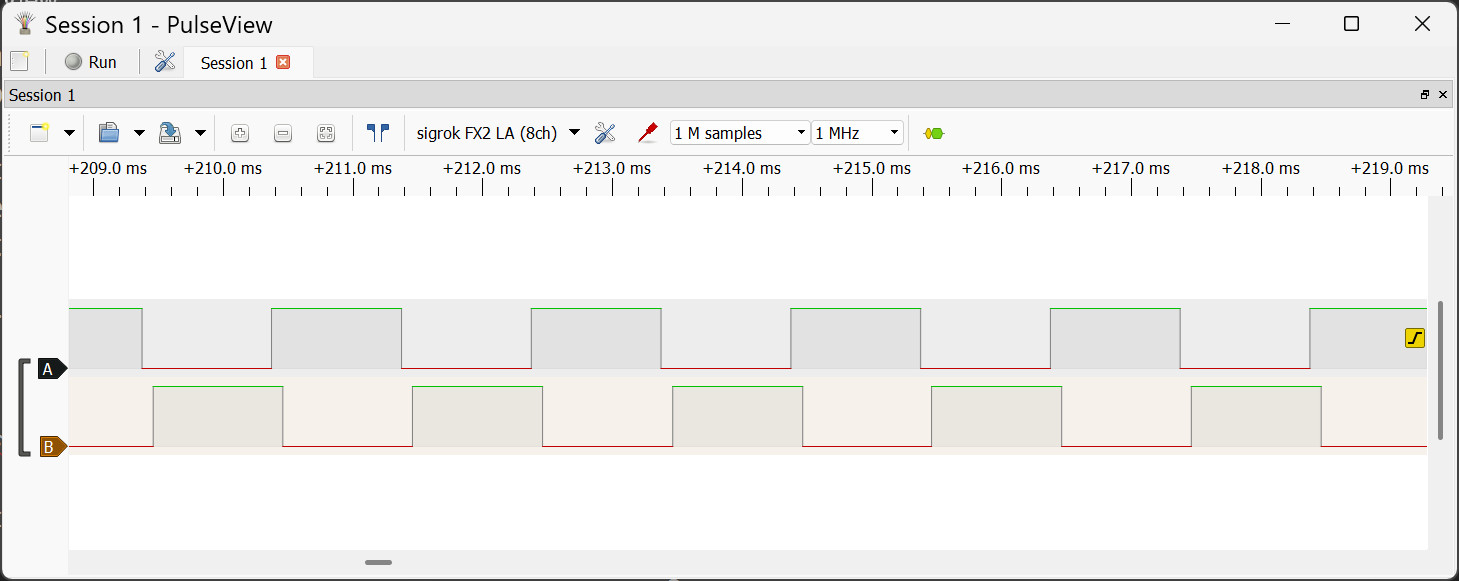 Session 1 - PulseView
Run
Session 1
Session 1
sigrok FX2 LA (8ch)
1 M samples
1 MHz
+209.0 ms +210.0 ms +211.0 ms +212.0 ms +213.0 ms +214.0 ms +215.0 ms +216.0 ms +217.0 ms +218.0 ms +219.0 ms
A
B